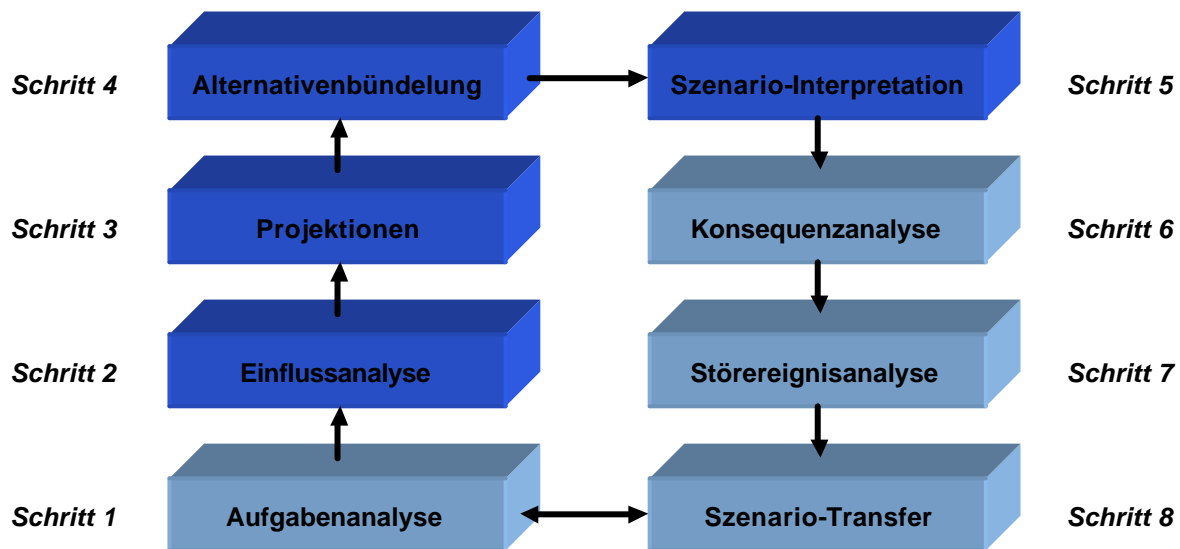 Schritt 4 Alternativenbündelung Szenario-Interpretation Schritt 5
Schritt 3 Projektionen Konsequenzanalyse Schritt 6
Schritt 2 Einflussanalyse Störereignisanalyse Schritt 7
Schritt 1 Aufgabenanalyse Szenario-Transfer Schritt 8